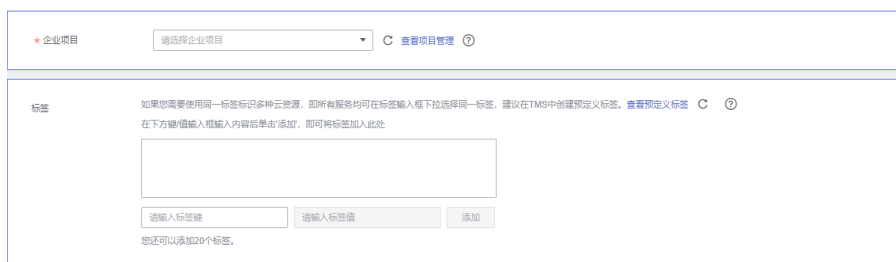 ★ 企业项目 请选择企业项目 查看项目管理 ?
标签 如果您需要使用同一标签标识多种云资源，即所有服务均可在标签输入框下拉选择同一标签，建议在TMS中创建预定义标签。查看预定义标签 ?
在下方键/值输入框输入内容后单击'添加'，即可将标签加入此处
请输入标签键 请输入标签值 添加
您还可以添加20个标签。